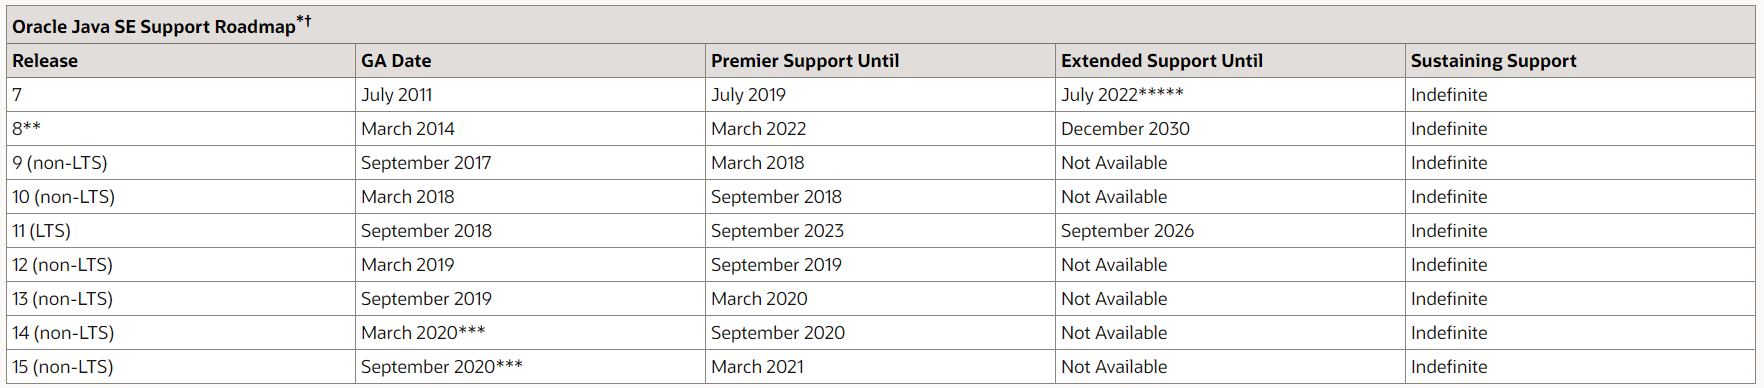 Oracle Java SE Support Roadmap*†
Release GA Date Premier Support Until Extended Support Until Sustaining Support
7 July 2011 July 2019 July 2022***** Indefinite
8** March 2014 March 2022 December 2030 Indefinite
9 (non-LTS) September 2017 March 2018 Not Available Indefinite
10 (non-LTS) March 2018 September 2018 Not Available Indefinite
11 (LTS) September 2018 September 2023 September 2026 Indefinite
12 (non-LTS) March 2019 September 2019 Not Available Indefinite
13 (non-LTS) September 2019 March 2020 Not Available Indefinite
14 (non-LTS) March 2020*** September 2020 Not Available Indefinite
15 (non-LTS) September 2020*** March 2021 Not Available Indefinite